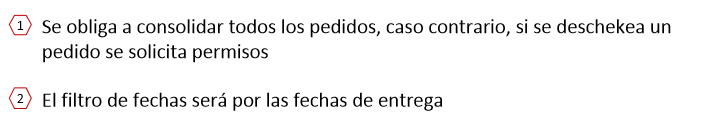 1 Se obliga a consolidar todos los pedidos, caso contrario, si se deschekea un
pedido se solicita permisos
2 El filtro de fechas será por las fechas de entrega